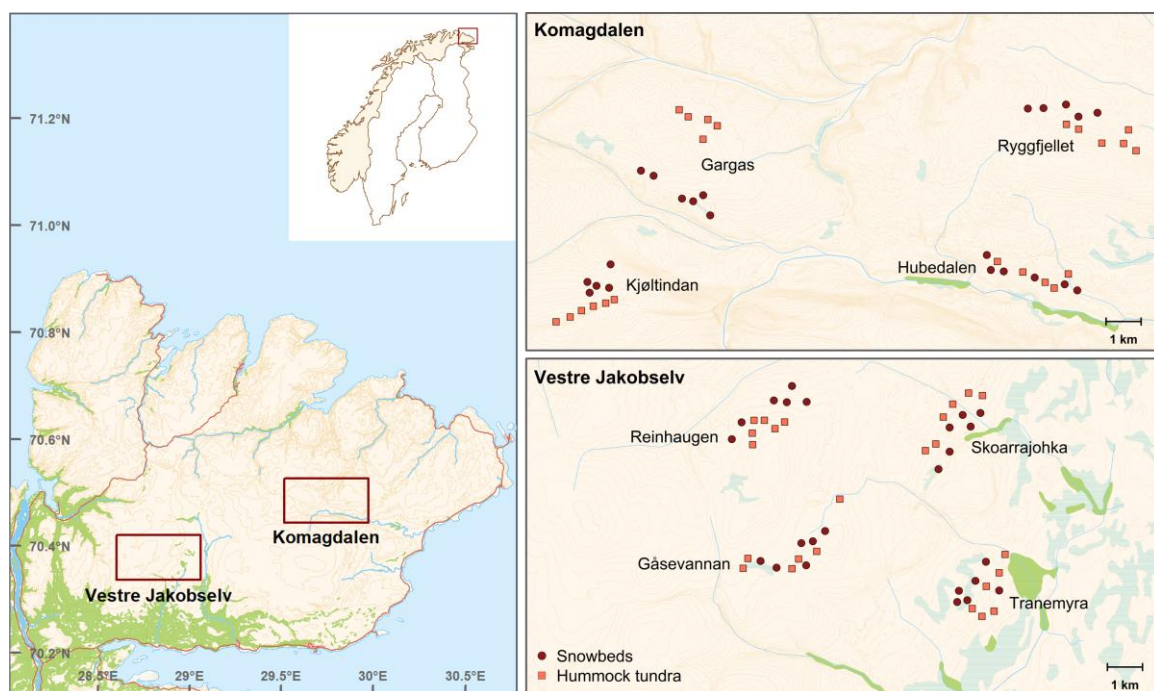 71.2°N
71.0°N
70.8°N
70.6°N
70.4°N
70.2°N
28.5°E
29°E
29.5°E
30°E
30.5°E
Komagdalen
Vestre Jakobselv
Komagdalen
Gargas
Ryggfjellet
Kjøltindan
Hubedalen
1 km
Vestre Jakobselv
Reinhaugen
Skoarrajohka
Gåsevannan
Tranemyra
Snowbeds
Hummock tundra
1 km